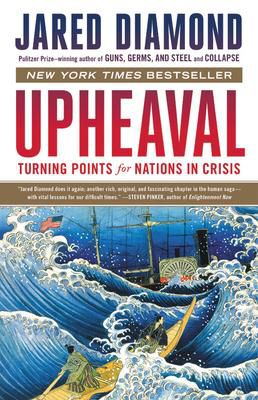 JARED DIAMOND
Pulitzer Prize–winning author of GUNS, GERMS, AND STEEL and COLLAPSE
NEW YORK TIMES BESTSELLER
UPHEAVAL
TURNING POINTS for NATIONS IN CRISIS
"Jared Diamond does it again; another rich, original, and fascinating chapter in the human saga—
with vital lessons for our difficult times." —STEVEN PINKER, author of Enlightenment Now